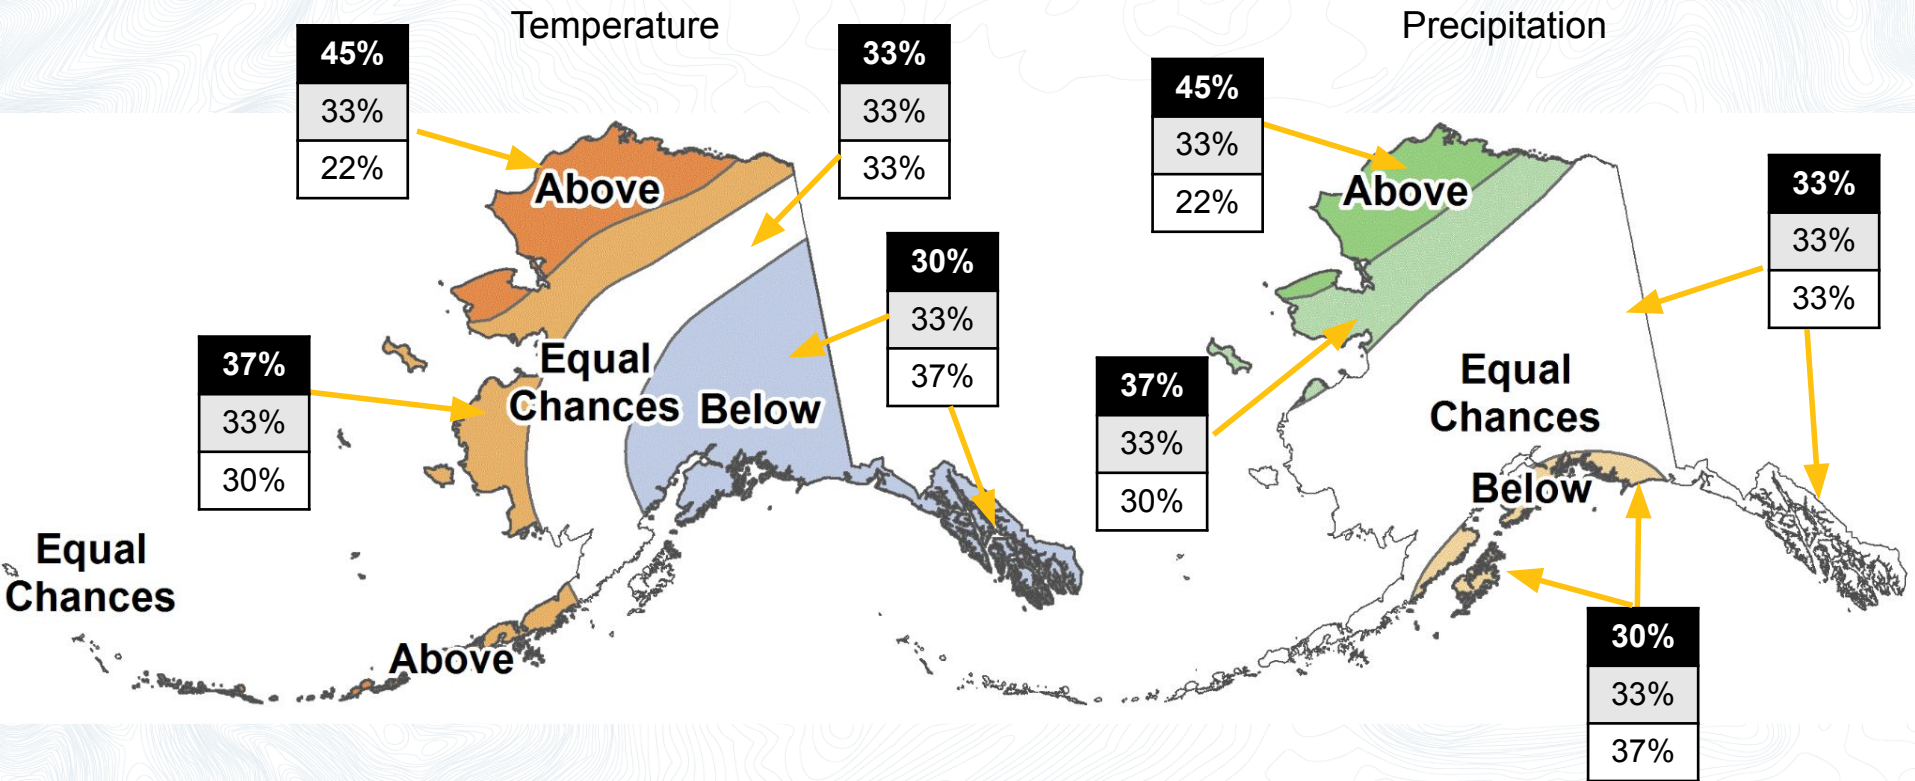 Temperature
45%
33%
22%
33%
33%
33%
Above
30%
33%
37%
37%
33%
30%
Equal
Chances
Below
Equal
Chances
Above
Precipitation
45%
33%
22%
33%
33%
33%
Above
37%
33%
30%
Equal
Chances
Below
30%
33%
37%